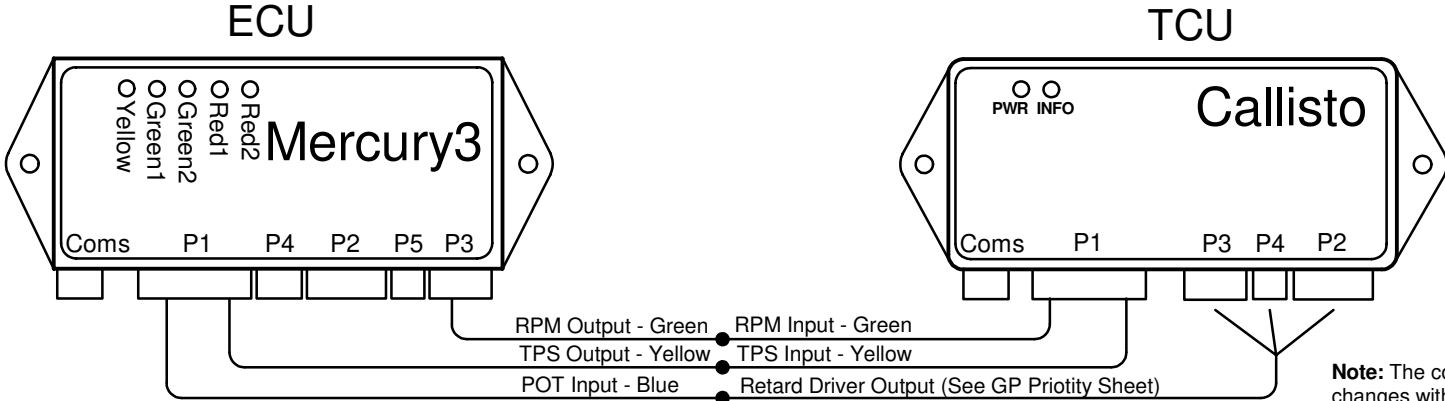 ECU
TCU
Yellow
Green1
Green2
Red1
Red2
Mercury3
PWR INFO
Callisto
Coms P1 P4 P2 P5 P3
Coms P1 P3 P4 P2
RPM Output - Green RPM Input - Green
TPS Output - Yellow TPS Input - Yellow
POT Input - Blue Retard Driver Output (See GP Priotity Sheet)
Note: The
changes with